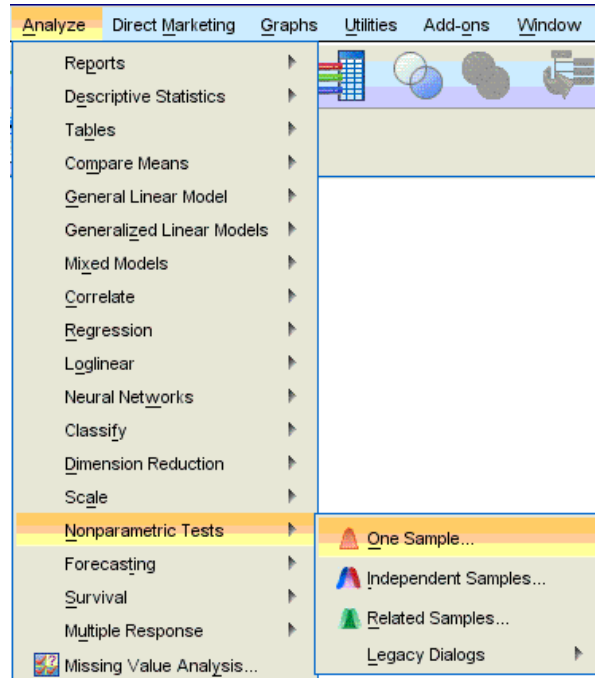 Analyze Direct Marketing Graphs Utilities Add-ons Window
Reports
Descriptive Statistics
Tables
Compare Means
General Linear Model
Generalized Linear Models
Mixed Models
Correlate
Regression
Loglinear
Neural Networks
Classify
Dimension Reduction
Scale
Nonparametric Tests
Forecasting
Survival
Multiple Response
Missing Value Analysis...
One Sample...
Independent Samples...
Related Samples...
Legacy Dialogs